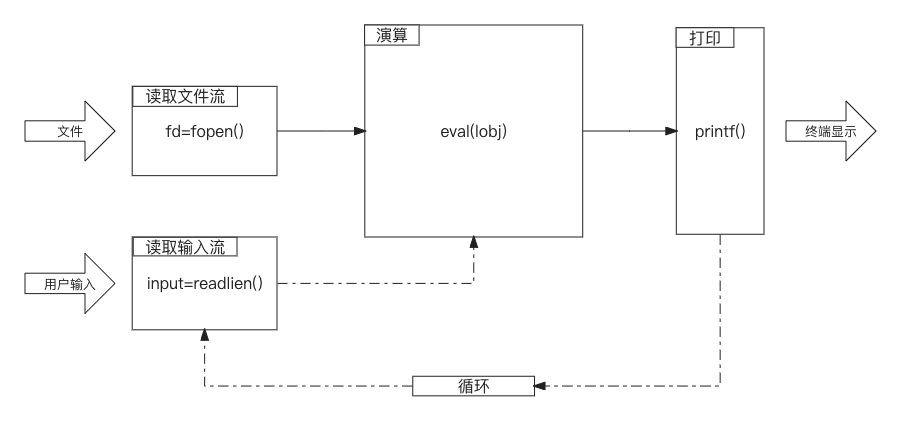 演算
打印
读取文件流
文件
fd=fopen()
eval(lobj)
printf()
终端显示
读取输入流
用户输入
input=readlien()
循环